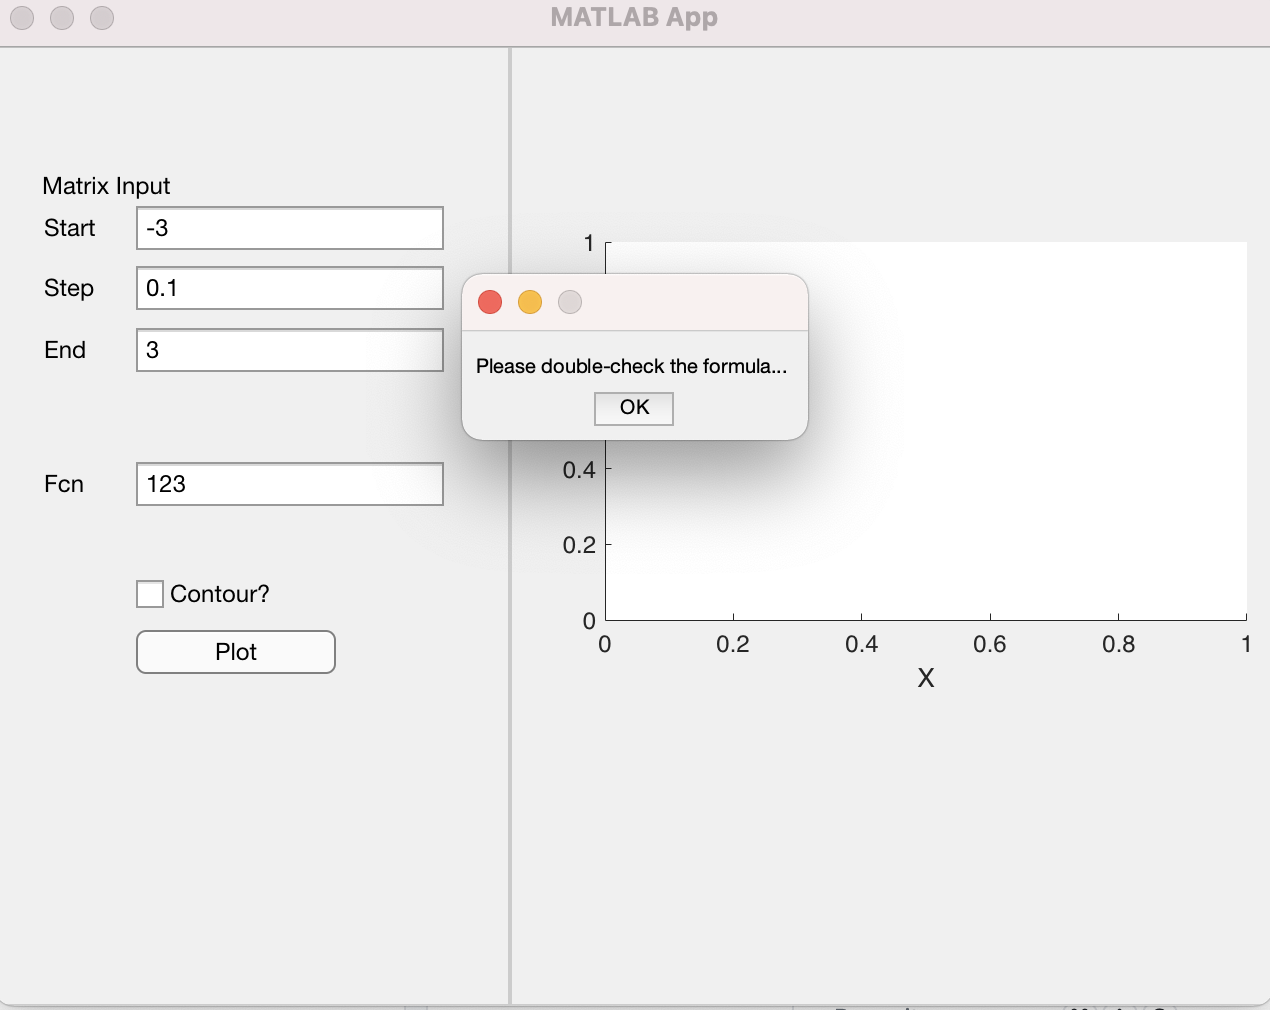 MATLAB App
Matrix Input
Start -3
Step 0.1
End 3
Fcn 123
Contour?
Plot
Please double-check the formula...
OK
1
0.4
0.2
0
0 0.2 0.4 0.6 0.8 1
X